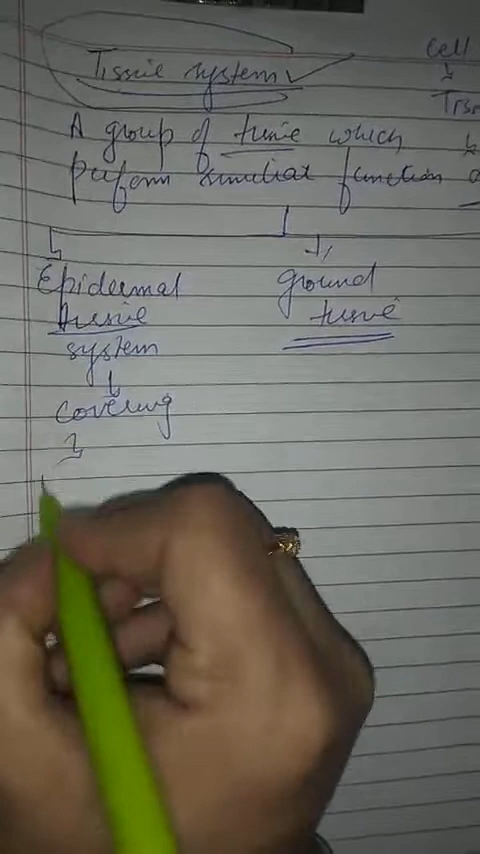 Tissue system
cell
A group of tissue which
perform similar function
Epidermal
tissue
system
ground
tissue
covering